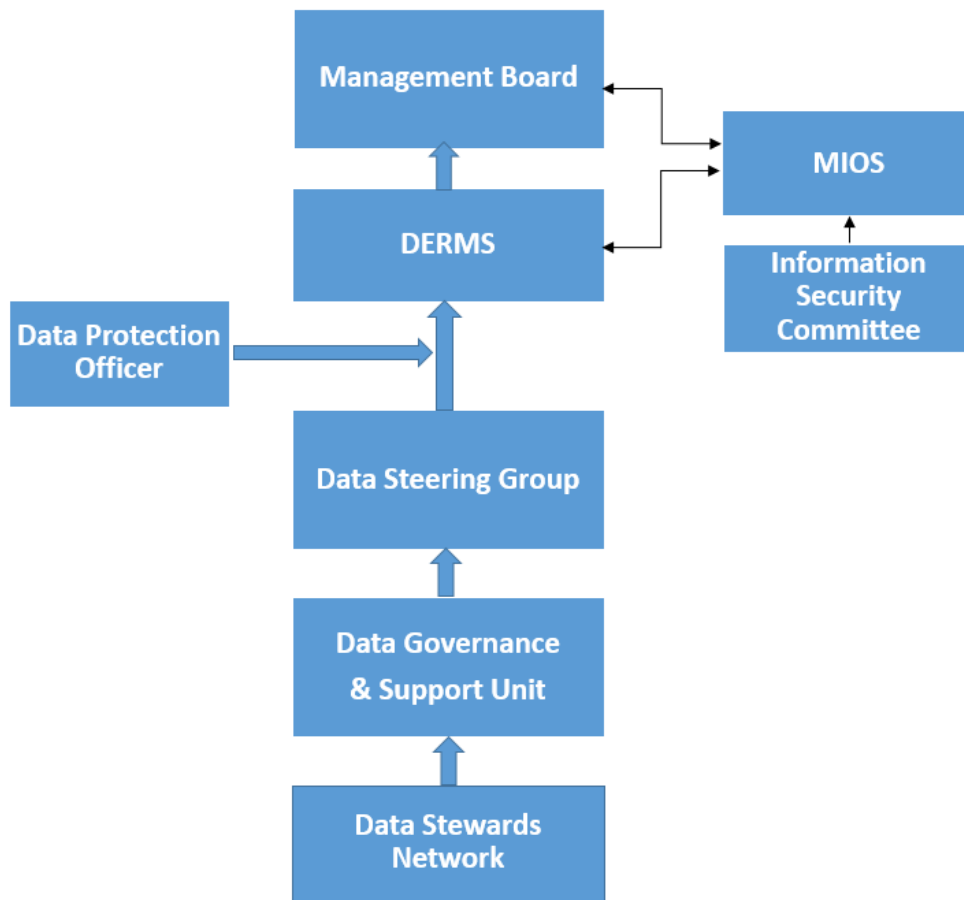 Management Board
MIOS
DERMS
Information
Security
Committee
Data Protection
Officer
Data Steering Group
Data Governance
& Support Unit
Data Stewards
Network